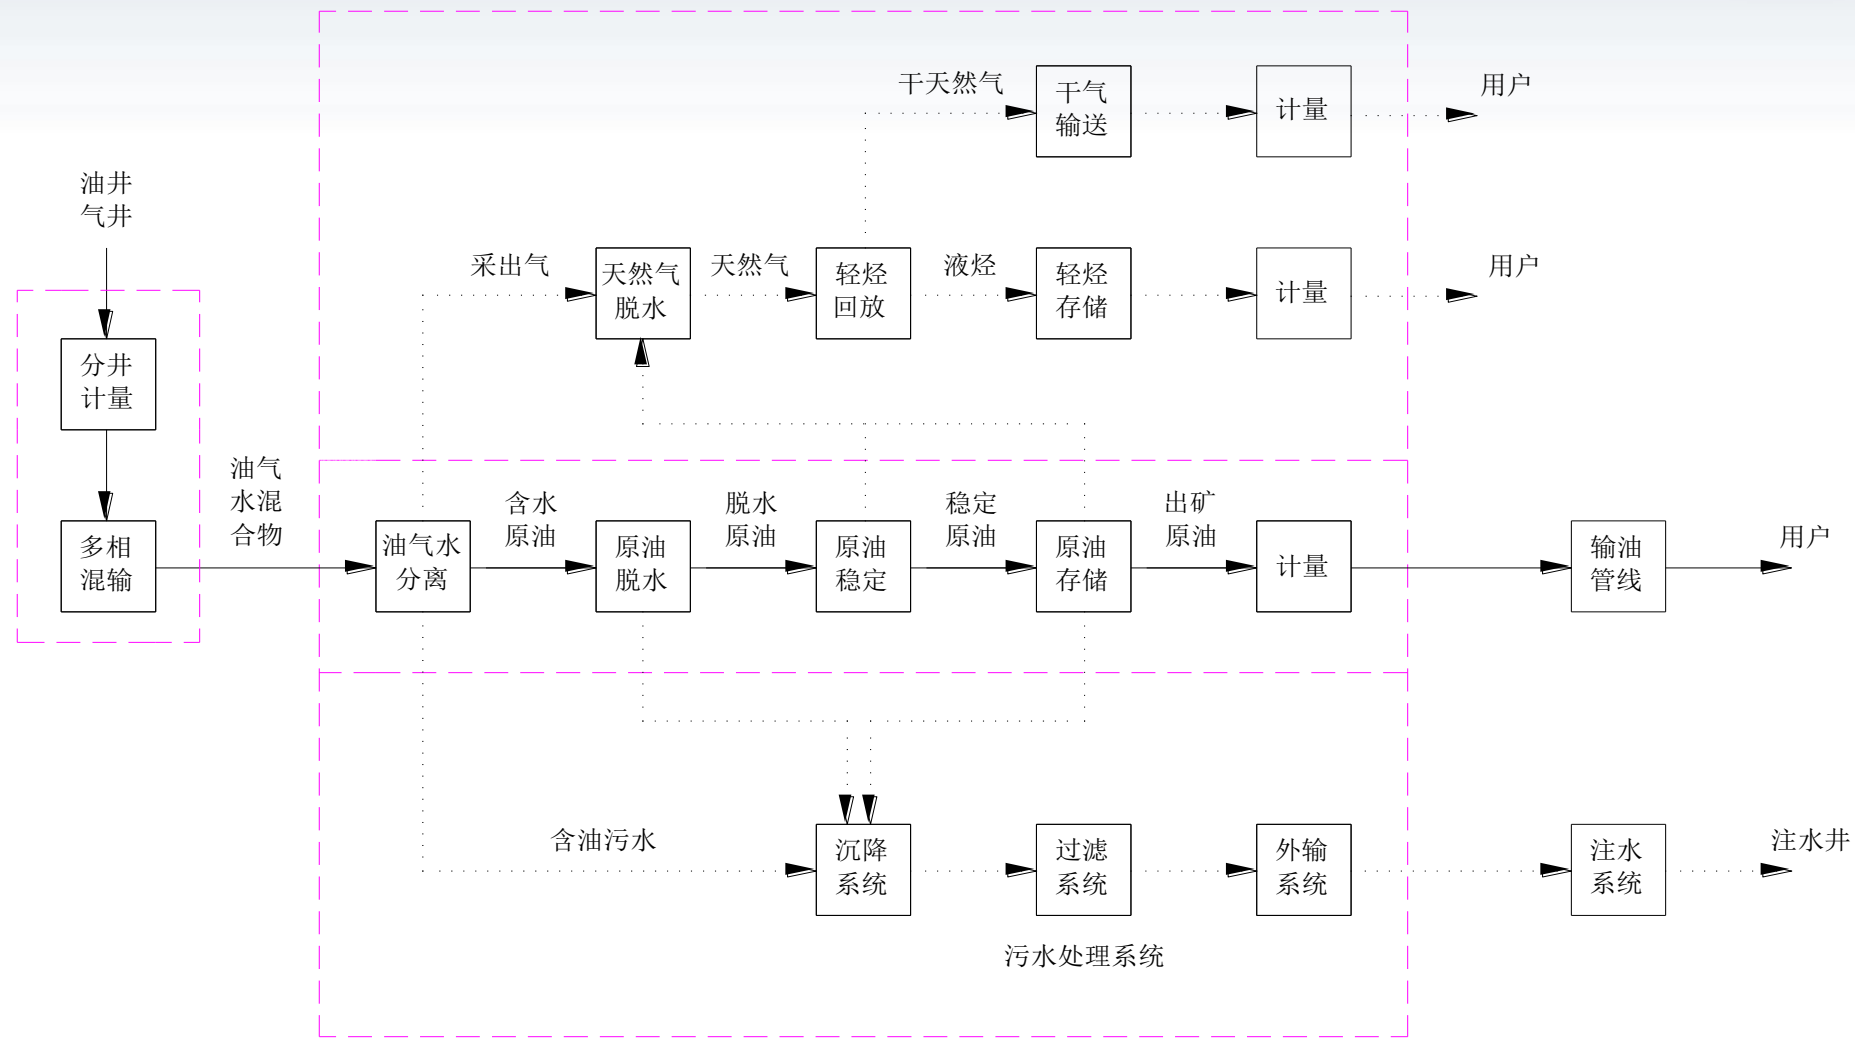 干天然气
干气
输送
计量
用户
油井
气井
采出气
天然气
脱水
天然气
轻烃
回放
液烃
轻烃
存储
计量
用户
分井
计量
油气
水混
合物
多相
混输
油气水
分离
含水
原油
原油
脱水
脱水
原油
原油
稳定
稳定
原油
原油
存储
出矿
原油
计量
输油
管线
用户
含油污水
沉降
系统
过滤
系统
外输
系统
注水
系统
注水井
污水处理系统